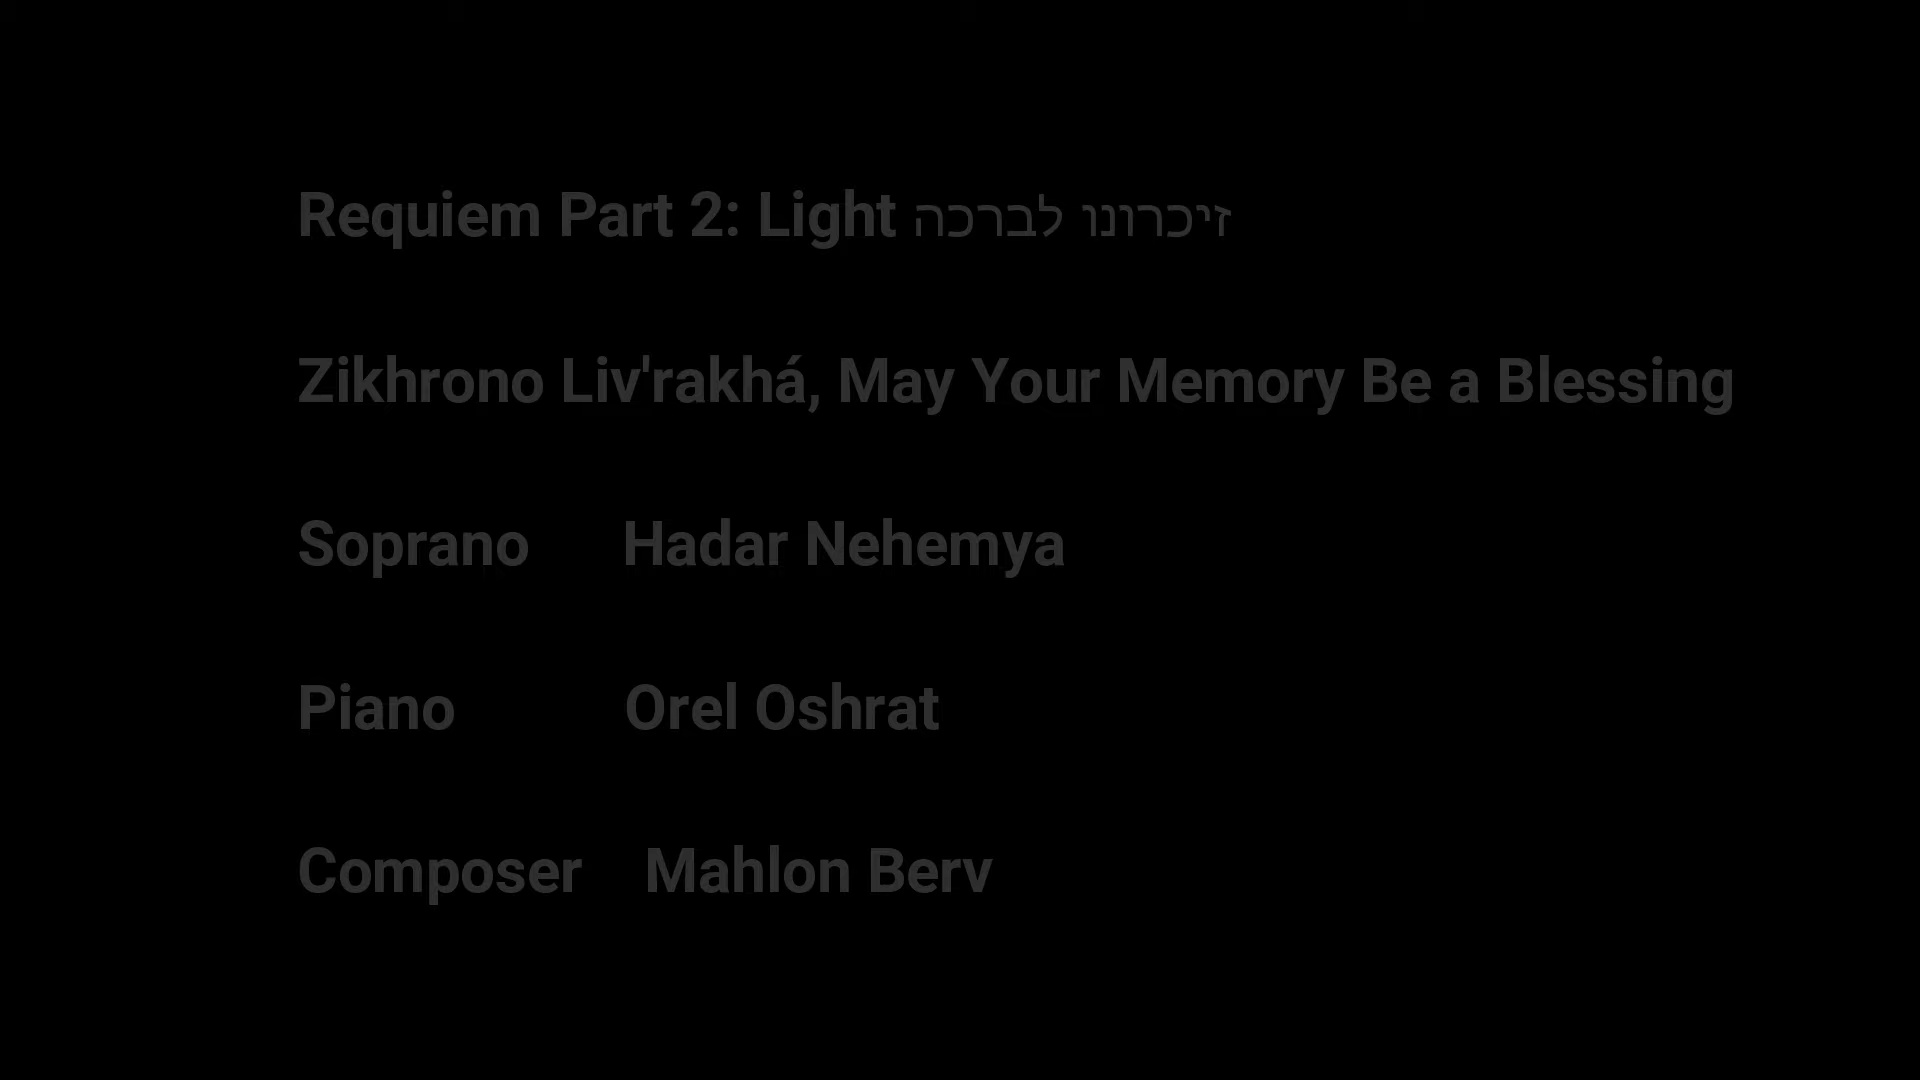 Requiem Part 2: Light זיכרונו לברכה
Zikhrono Liv'rakhá, May Your Memory Be a Blessing
Soprano Hadar Nehemya
Piano Orel Oshrat
Composer Mahlon Berv